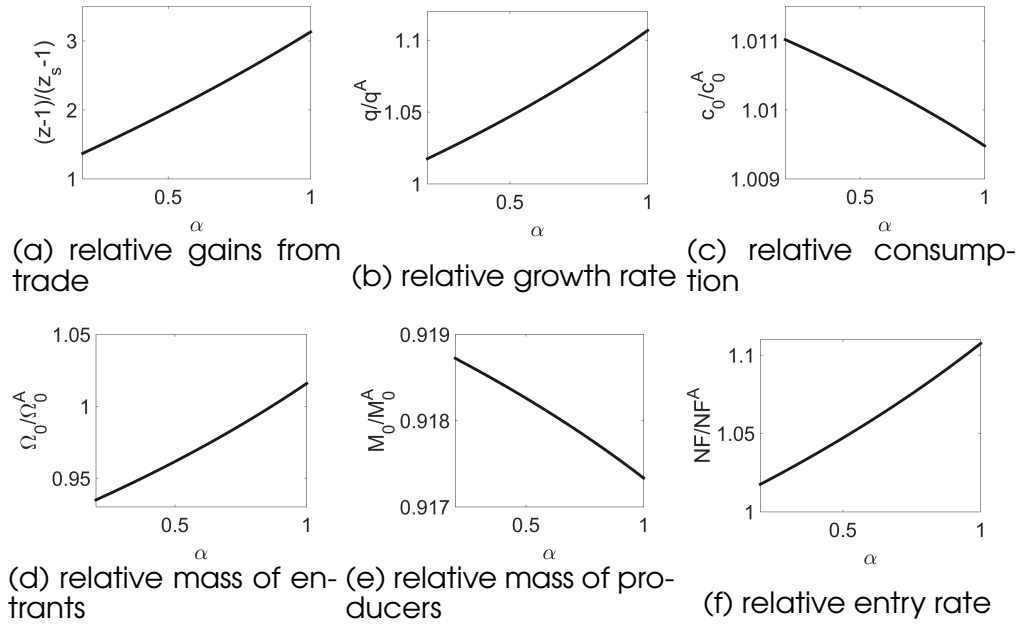 (z-1)/(z_s-1)
3
2
1
0.5
1
α
(a) relative gains from
trade
q/q^A
1.1
1.05
1
0.5
1
α
(b) relative growth rate
c_0/c_0^A
1.011
1.01
1.009
0.5
1
α
(c) relative consump-
tion
Ω_0/Ω_0^A
1.05
1
0.95
0.5
1
α
(d) relative mass of en-
trants
M_0/M_0^A
0.919
0.918
0.917
0.5
1
α
(e) relative mass of pro-
ducers
NF/NF^A
1.1
1.05
1
0.5
1
α
(f) relative entry rate